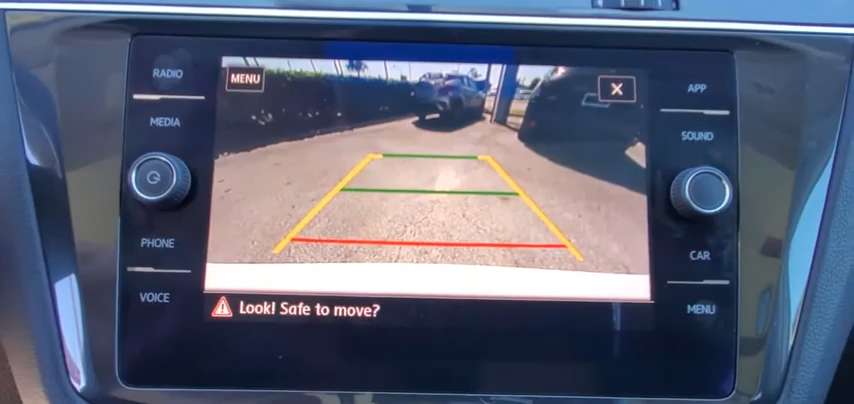 RADIO
MEDIA
PHONE
VOICE
MENU
X
Look! Safe to move?
APP
SOUND
CAR
MENU